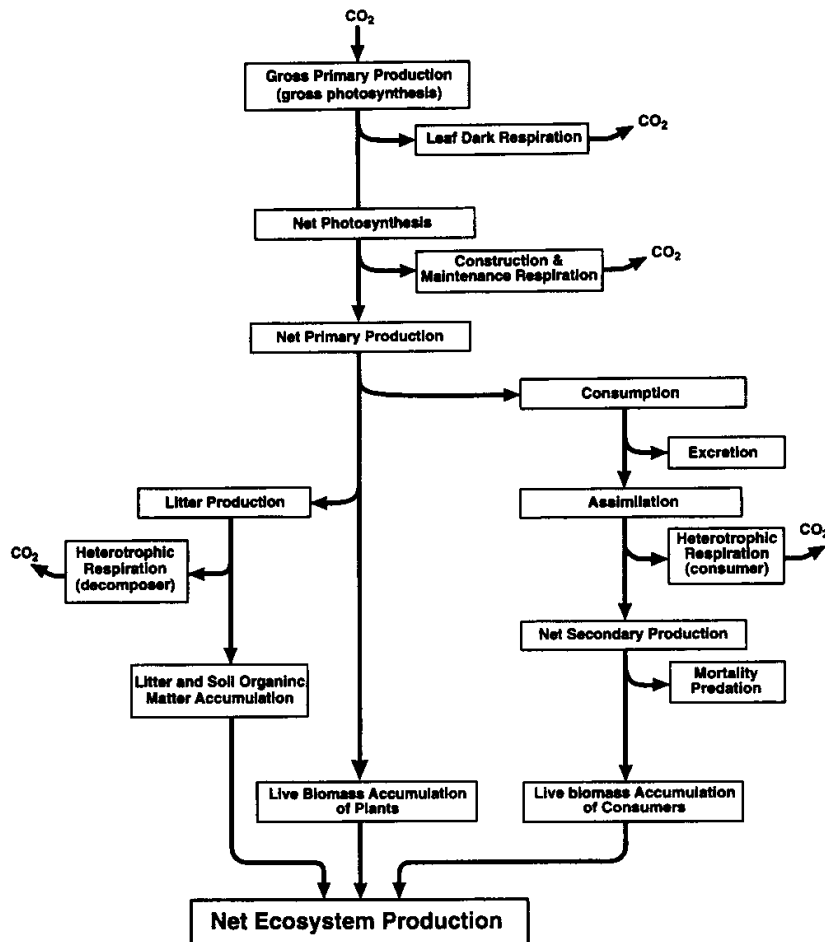 CO2
Gross Primary Production
(gross photosynthesis)
CO2
Leaf Dark Respiration
Net Photosynthesis
CO2
Construction &
Maintenance Respiration
Net Primary Production
Consumption
Excretion
Litter Production
Assimilation
CO2
Heterotrophic
Respiration
(decomposer)
Heterotrophic
Respiration
(consumer)
CO2
Net Secondary Production
Litter and Soil Organinc
Matter Accumulation
Mortality
Predation
Live Biomass Accumulation
of Plants
Live biomass Accumulation
of Consumers
Net Ecosystem Production